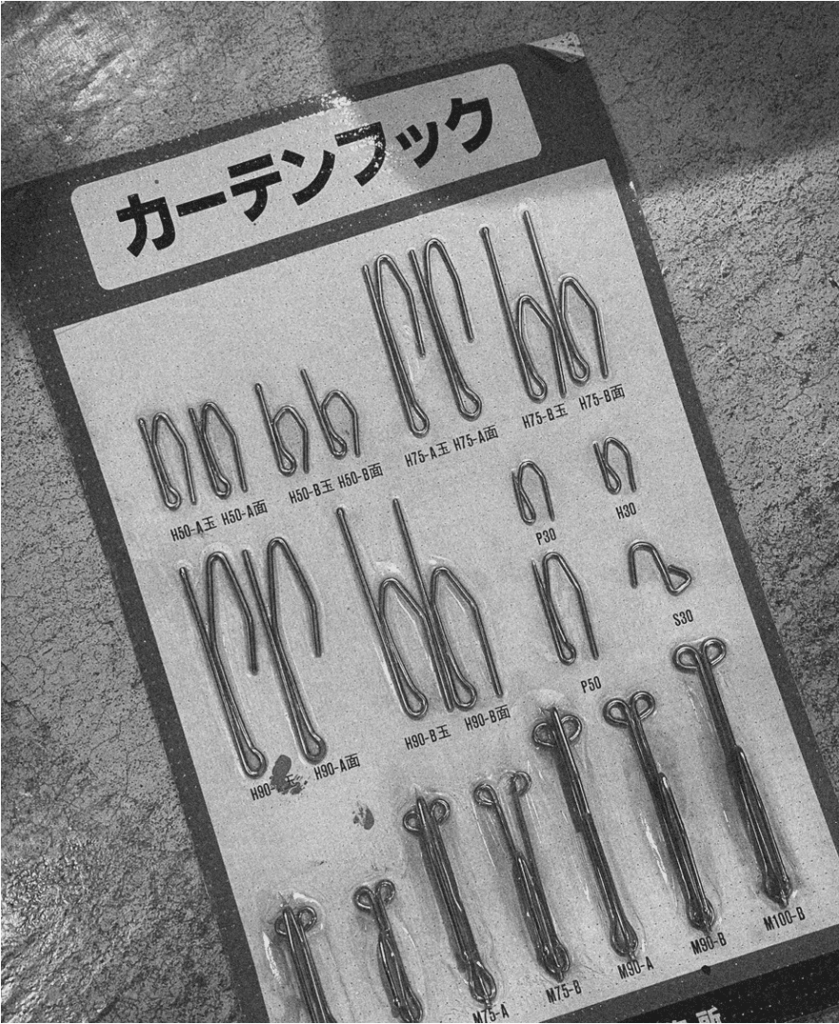 カーテンフック
H50-A玉 H50-A面 H50-B玉 H50-B面 H75-A玉 H75-A面 H75-B玉 H75-B面
P30 H30
H90- H90-A面 H90-B玉 H90-B面 P50 S30
M75-A M75-B M90-A M90-B M100-B
所